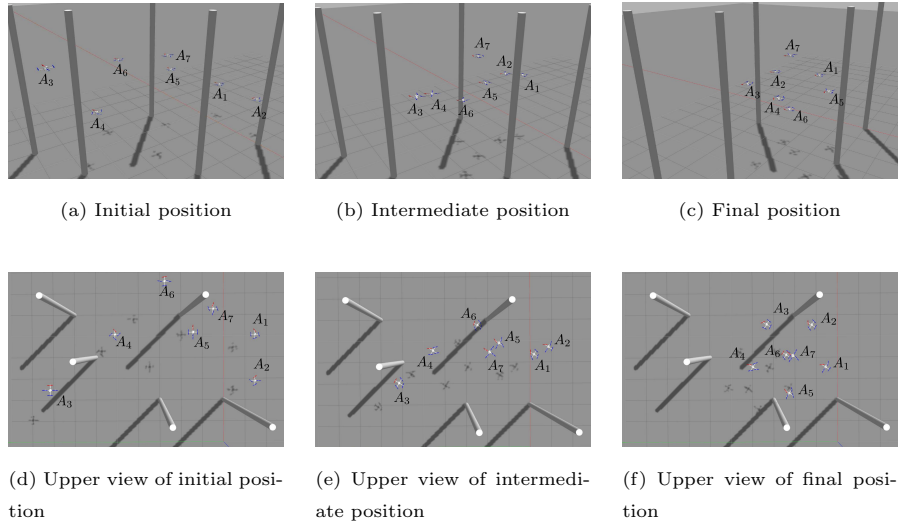 A7
A6
A3
A5
A1
A2
A4
A7
A2
A1
A5
A3
A4
A6
A7
A1
A2
A3
A5
A4
A6
(a) Initial position
(b) Intermediate position
(c) Final position
A6
A7
A1
A4
A5
A2
A3
A6
A5
A2
A4
A7
A1
A3
A3
A2
A4
A6
A7
A1
A5
(d) Upper view of initial posi-
tion
(e) Upper view of intermedi-
ate position
(f) Upper view of final posi-
tion